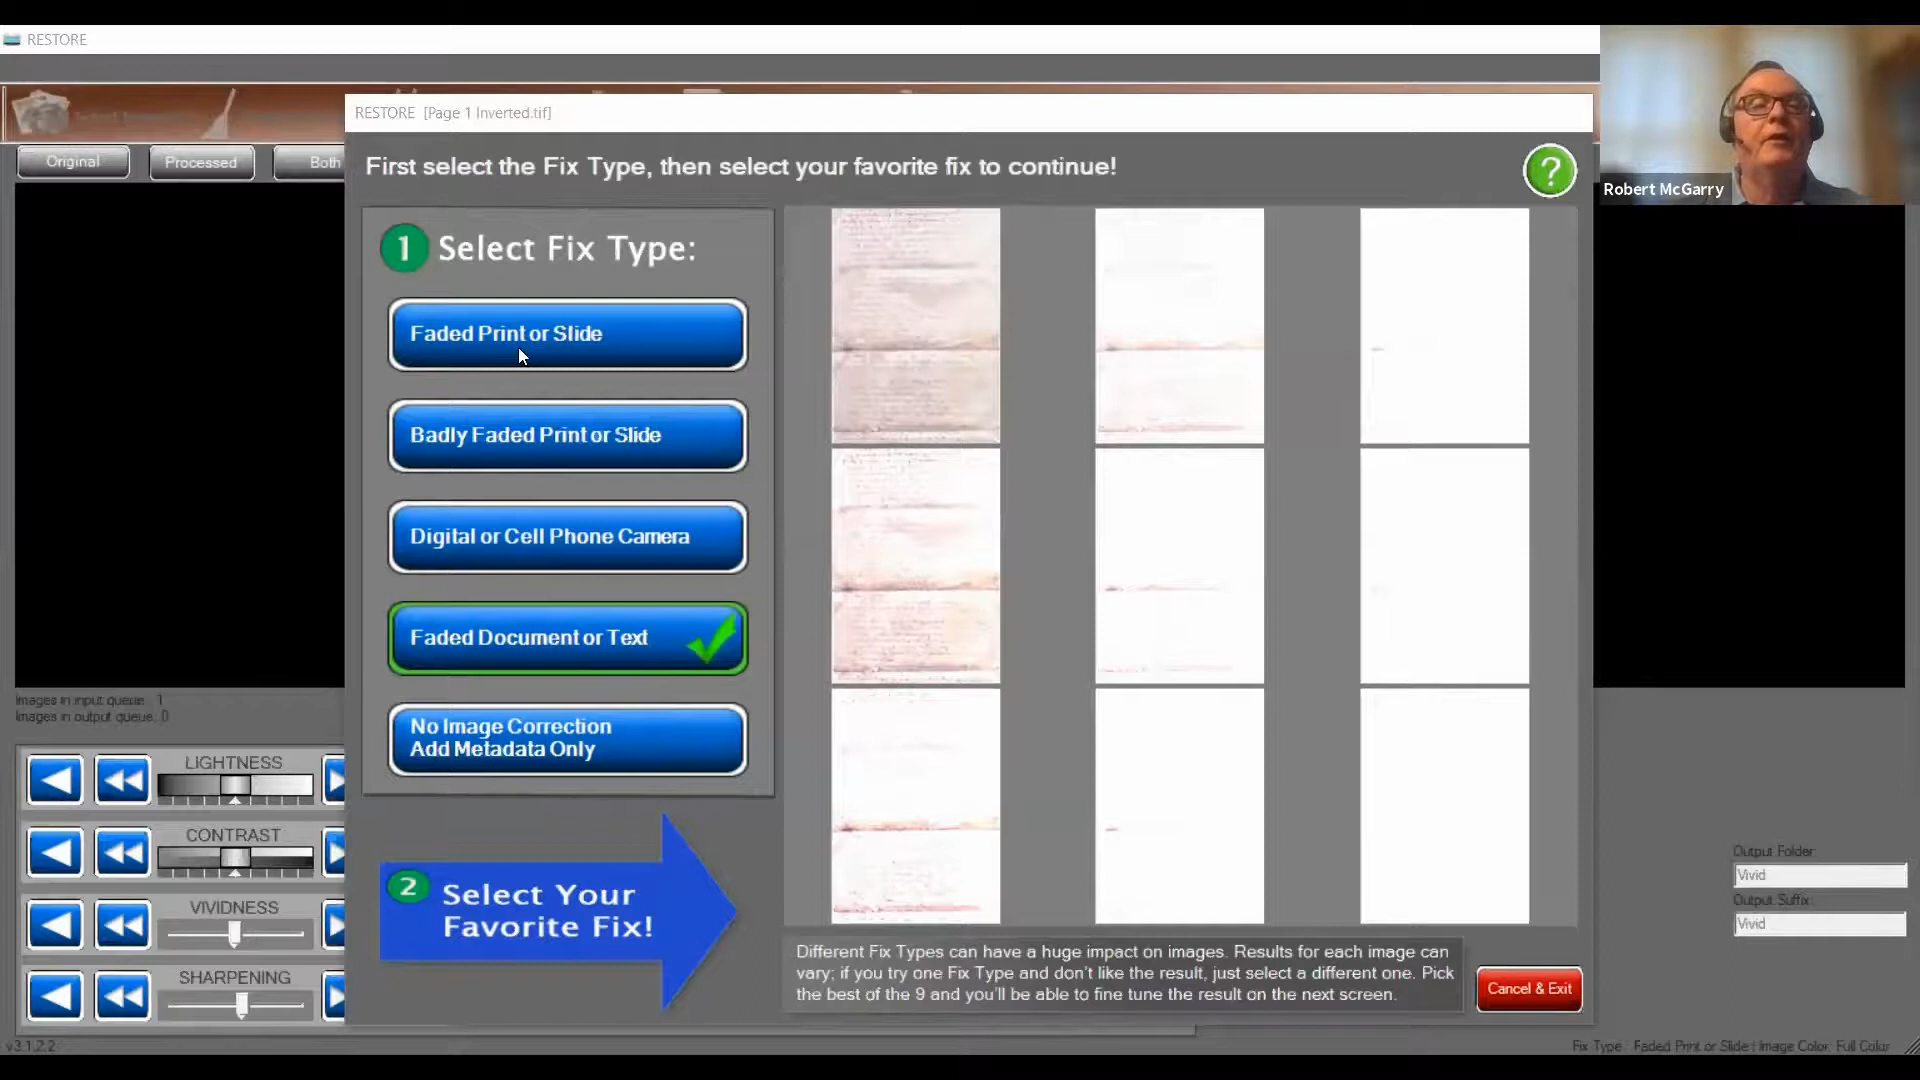 RESTORE
RESTORE [Page 1 Inverted.tif]
Original
Processed
Both
First select the Fix Type, then select your favorite fix to continue!
?
Robert McGarry
1 Select Fix Type:
Faded Print or Slide
Badly Faded Print or Slide
Digital or Cell Phone Camera
Faded Document or Text
No Image Correction
Add Metadata Only
Images in input queue: 1
Images in output queue: 0
LIGHTNESS
CONTRAST
VIVIDNESS
SHARPENING
2 Select Your
Favorite Fix!
Different Fix Types can have a huge impact on images. Results for each image can
vary; if you try one Fix Type and don't like the result, just select a different one. Pick
the best of the 9 and you'll be able to fine tune the result on the next screen.
Cancel & Exit
Output Folder:
Vivid
Output Suffix:
Vivid
v3.1.2.2
Fix Type: Faded Print or Slide | Image Color: Full Color